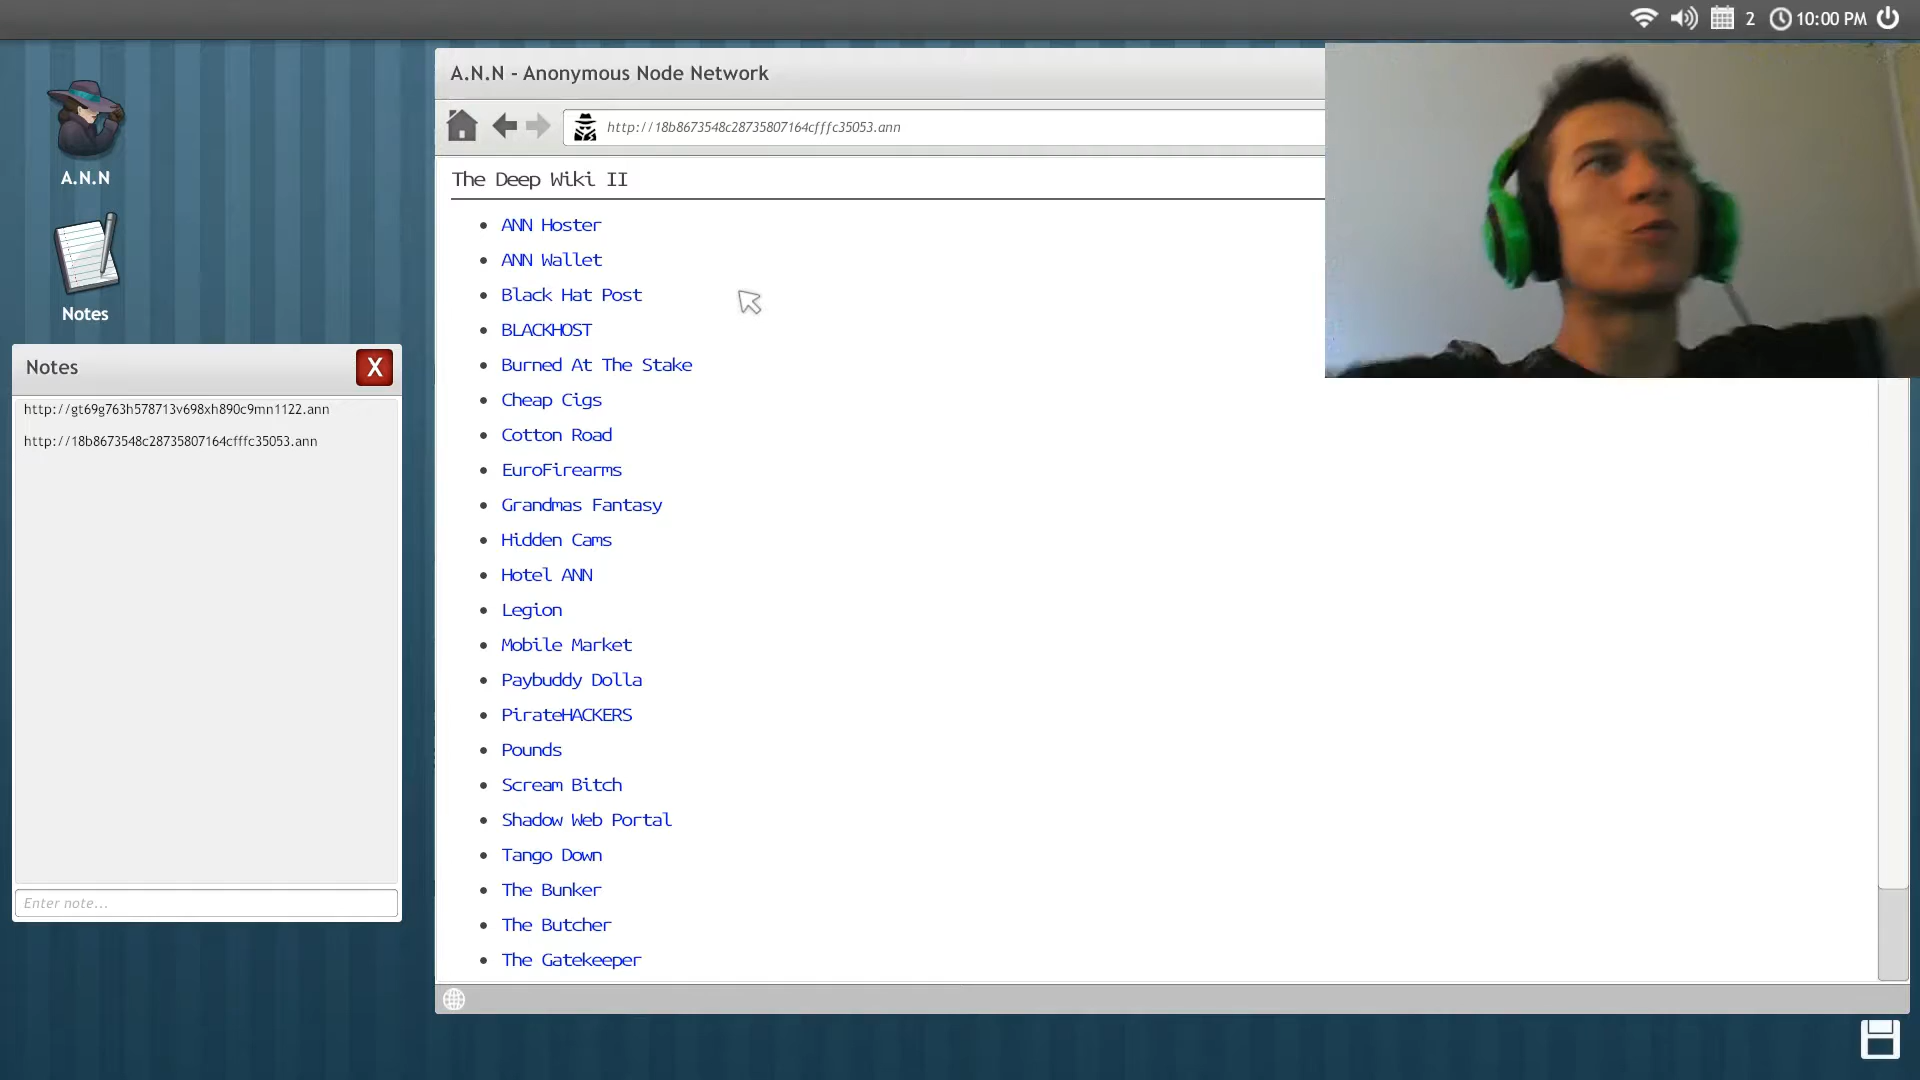 2 10:00 PM
A.N.N
Notes
Notes X
http://gt69g763h578713v698xh890c9mn1122.ann
http://18b8673548c28735807164cfffc35053.ann
Enter note...
A.N.N - Anonymous Node Network
http://18b8673548c28735807164cfffc35053.ann
The Deep Wiki II
ANN Hoster
ANN Wallet
Black Hat Post
BLACKHOST
Burned At The Stake
Cheap Cigs
Cotton Road
EuroFirearms
Grandmas Fantasy
Hidden Cams
Hotel ANN
Legion
Mobile Market
Paybuddy Dolla
PirateHACKERS
Pounds
Scream Bitch
Shadow Web Portal
Tango Down
The Bunker
The Butcher
The Gatekeeper